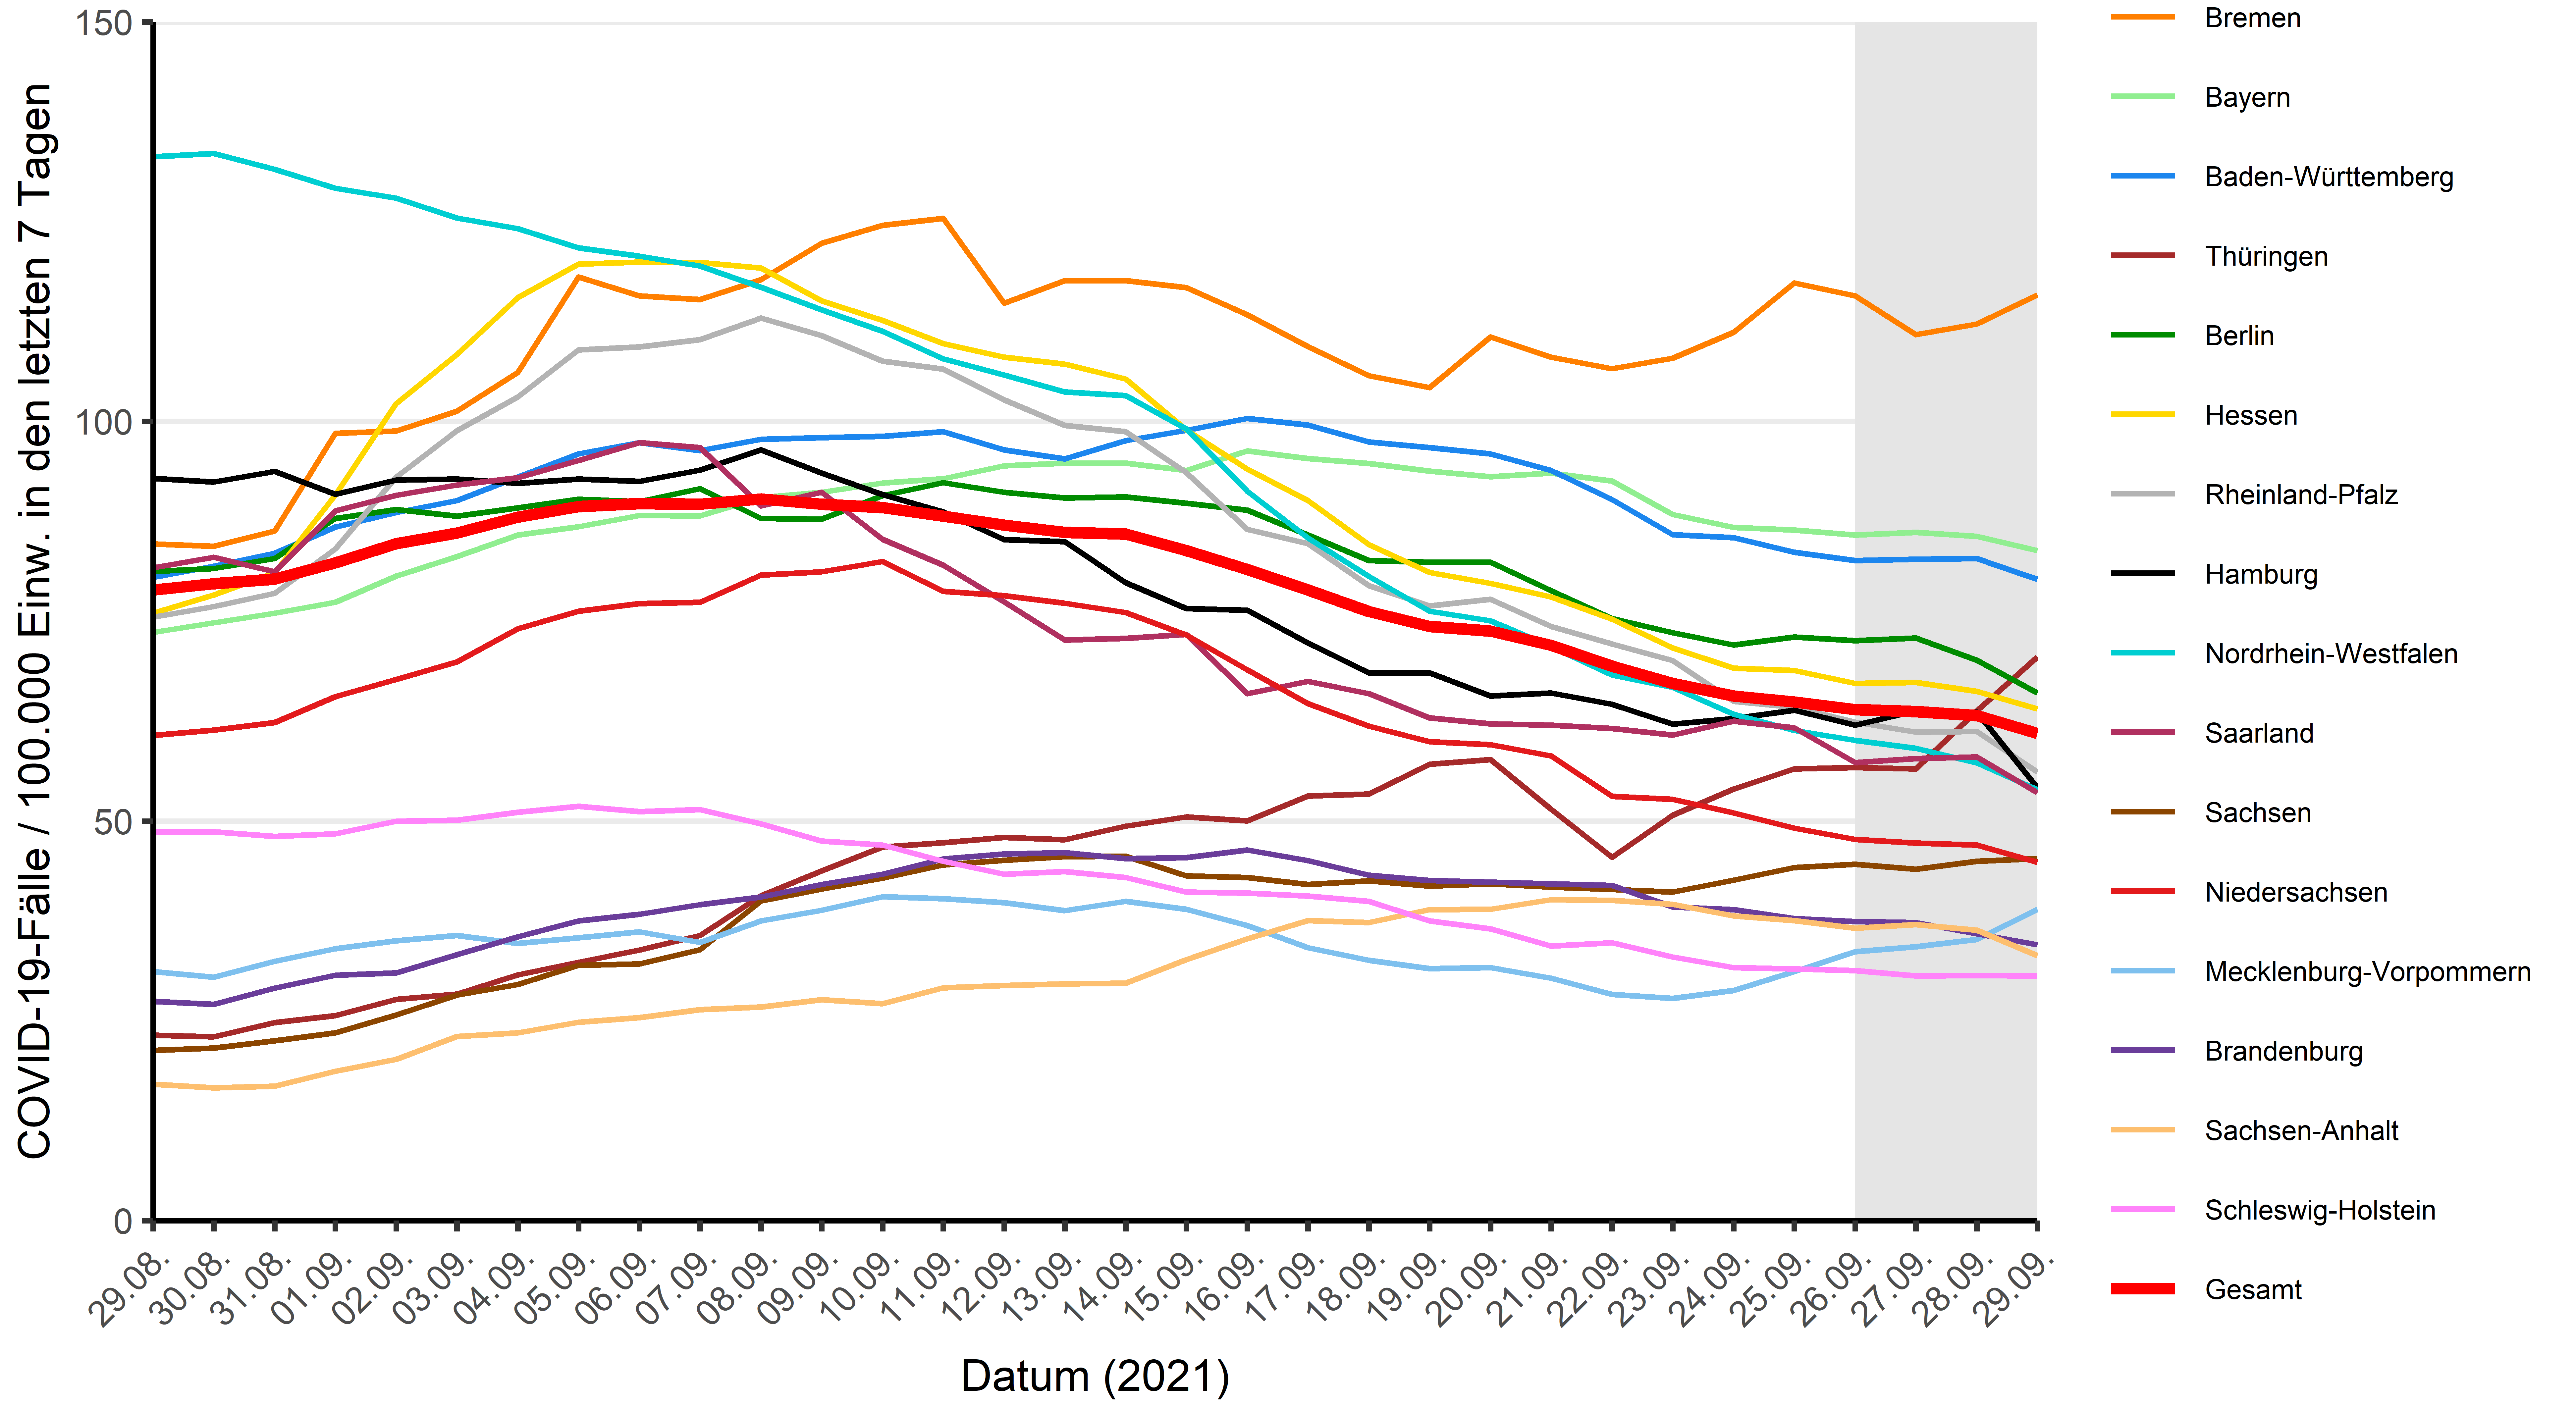 COVID-19-Fälle / 100.000 Einw. in den letzten 7 Tagen
150
100
50
0
29.08.
30.08.
31.08.
01.09.
02.09.
03.09.
04.09.
05.09.
06.09.
07.09.
08.09.
09.09.
10.09.
11.09.
12.09.
13.09.
14.09.
15.09.
16.09.
17.09.
18.09.
19.09.
20.09.
21.09.
22.09.
23.09.
24.09.
25.09.
26.09.
27.09.
28.09.
29.09.
Datum (2021)
Bremen
Bayern
Baden-Württemberg
Thüringen
Berlin
Hessen
Rheinland-Pfalz
Hamburg
Nordrhein-Westfalen
Saarland
Sachsen
Niedersachsen
Mecklenburg-Vorpommern
Brandenburg
Sachsen-Anhalt
Schleswig-Holstein
Gesamt